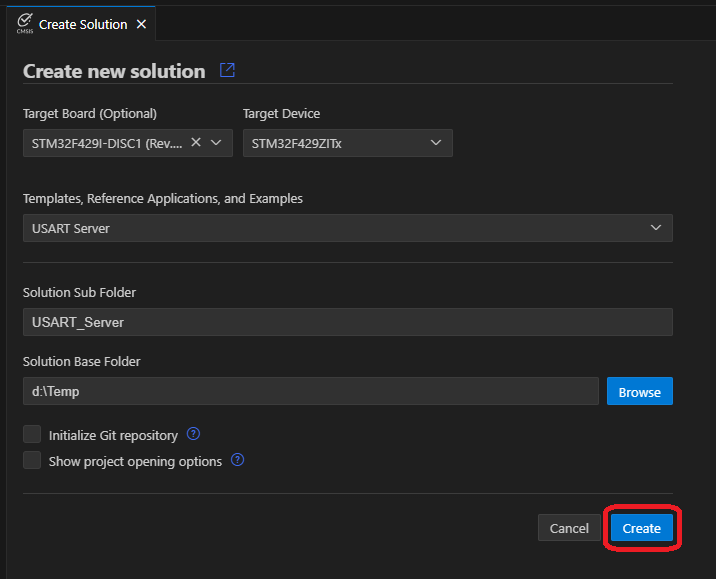 CMSIS Create Solution
Create new solution
Target Board (Optional) Target Device
STM32F429I-DISC1 (Rev.... STM32F429ZITx
Templates, Reference Applications, and Examples
USART Server
Solution Sub Folder
USART_Server
Solution Base Folder
d:\Temp Browse
Initialize Git repository
Show project opening options
Cancel Create